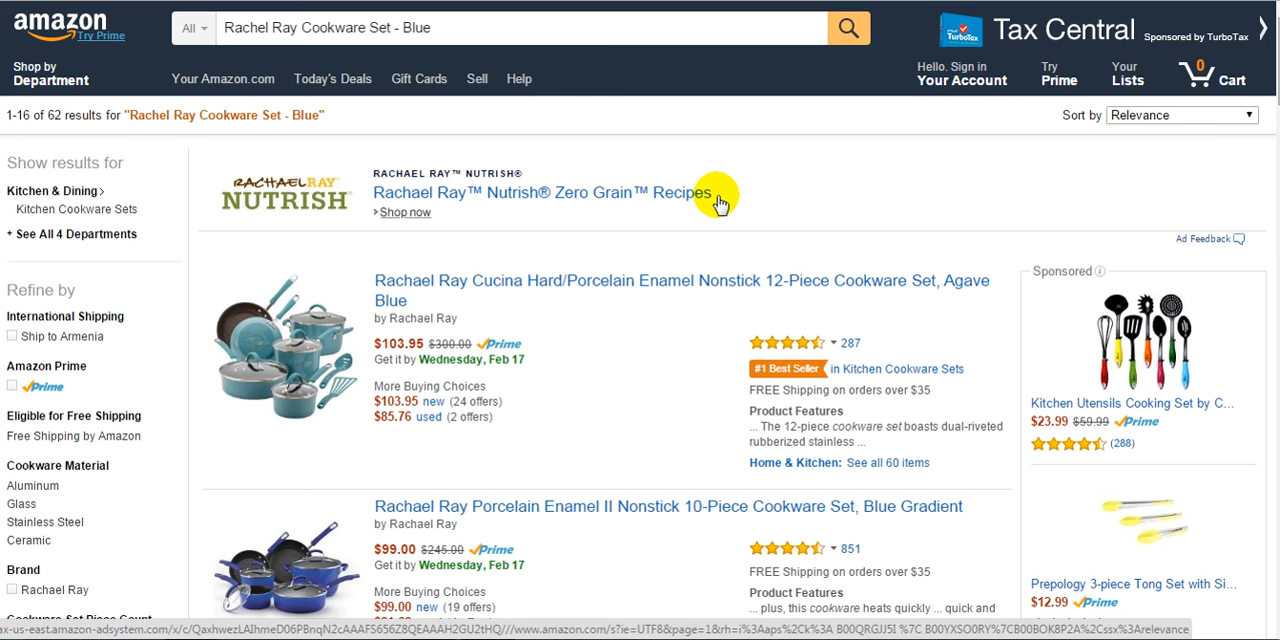 amazon
Try Prime
All
Rachel Ray Cookware Set - Blue
TurboTax
Tax Central
Sponsored by TurboTax
Shop by
Department
Your Amazon.com
Today's Deals
Gift Cards
Sell
Help
Hello. Sign in
Your Account
Try
Prime
Your
Lists
0
Cart
1-16 of 62 results for "Rachel Ray Cookware Set - Blue"
Sort by
Relevance
Show results for
Kitchen & Dining
Kitchen Cookware Sets
+ See All 4 Departments
Refine by
International Shipping
Ship to Armenia
Amazon Prime
Prime
Eligible for Free Shipping
Free Shipping by Amazon
Cookware Material
Aluminum
Glass
Stainless Steel
Ceramic
Brand
Rachael Ray
RACHAEL RAY
NUTRISH
RACHAEL RAY™ NUTRISH®
Rachael Ray™ Nutrish® Zero Grain™ Recipes
Shop now
Ad Feedback
Rachael Ray Cucina Hard/Porcelain Enamel Nonstick 12-Piece Cookware Set, Agave
Blue
by Rachael Ray
$103.95 $300.00 Prime
Get it by Wednesday, Feb 17
More Buying Choices
$103.95 new (24 offers)
$85.76 used (2 offers)
287
#1 Best Seller in Kitchen Cookware Sets
FREE Shipping on orders over $35
Product Features
... The 12-piece cookware set boasts dual-riveted
rubberized stainless ...
Home & Kitchen: See all 60 items
Rachael Ray Porcelain Enamel II Nonstick 10-Piece Cookware Set, Blue Gradient
by Rachael Ray
$99.00 $245.00 Prime
Get it by Wednesday, Feb 17
More Buying Choices
$99.00 new (19 offers)
851
FREE Shipping on orders over $35
Product Features
... plus, this cookware heats quickly ... quick and
Sponsored
Kitchen Utensils Cooking Set by C...
$23.99 $59.99 Prime
(288)
Prepology 3-piece Tong Set with Si...
$12.99 Prime